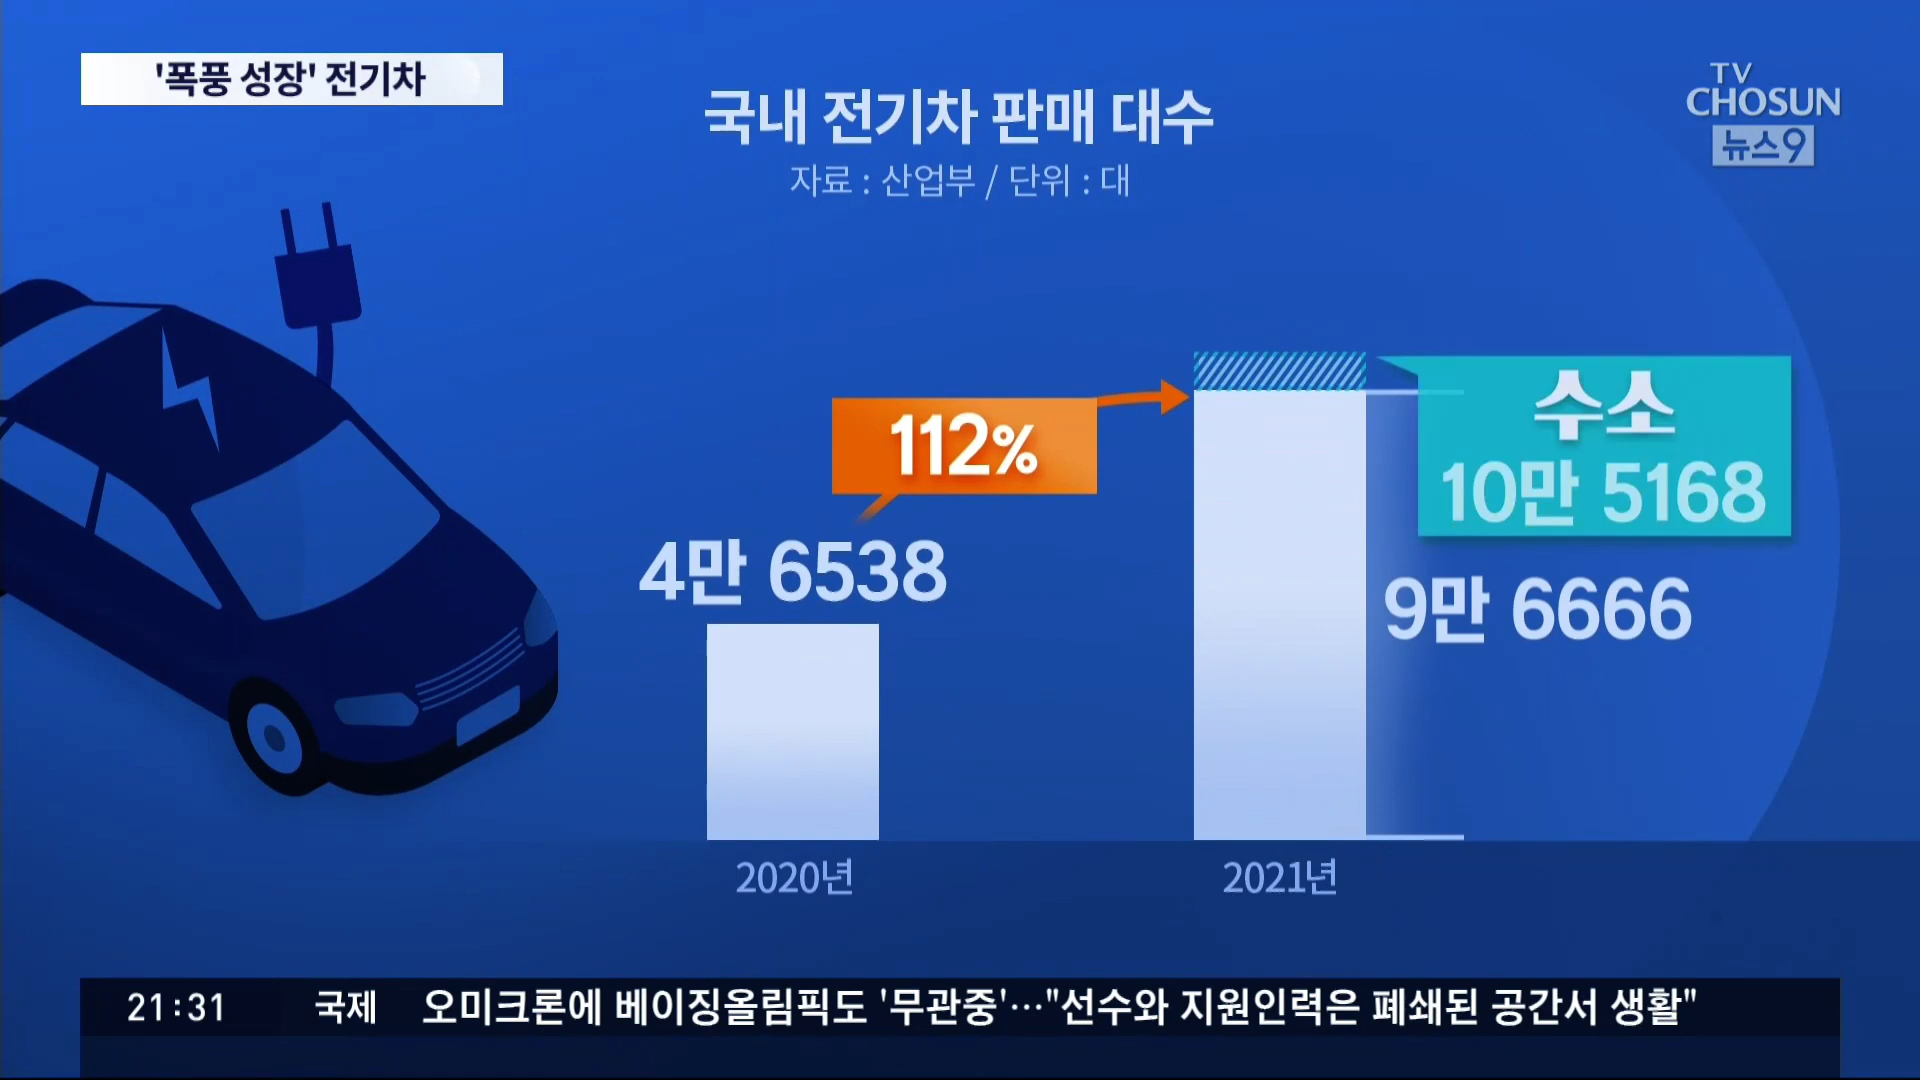 '폭풍 성장' 전기차
국내 전기차 판매 대수
자료 : 산업부 / 단위 : 대
TV
CHOSUN
뉴스9
112%
수소
10만 5168
4만 6538
9만 6666
2020년
2021년
21:31 국제 오미크론에 베이징올림픽도 '무관중'…"선수와 지원인력은 폐쇄된 공간서 생활"